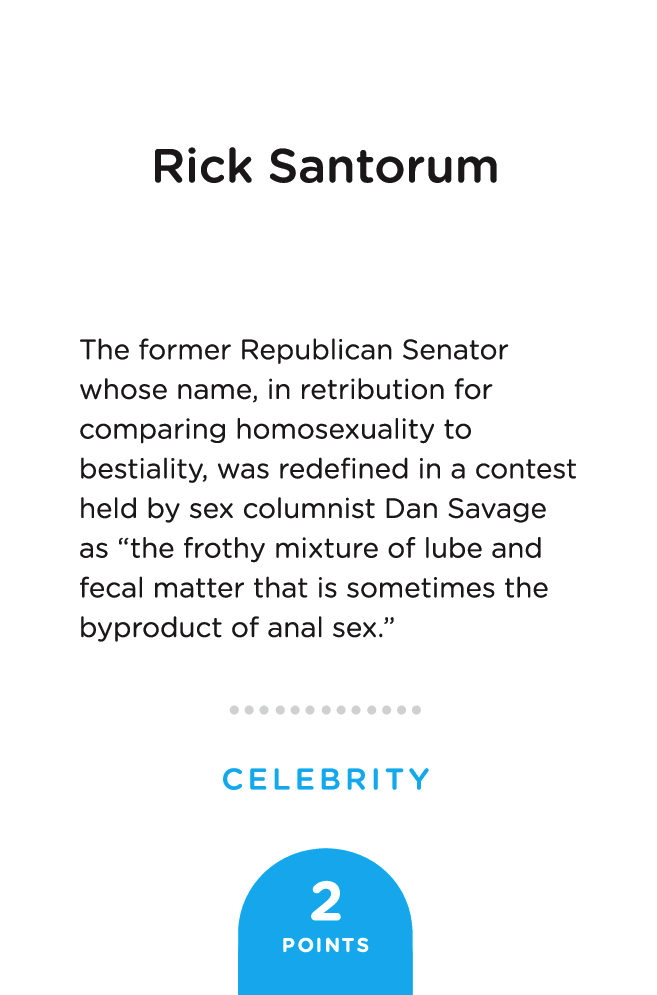 Rick Santorum
The former Republican Senator
whose name, in retribution for
comparing homosexuality to
bestiality, was redefined in a contest
held by sex columnist Dan Savage
as “the frothy mixture of lube and
fecal matter that is sometimes the
byproduct of anal sex.”
CELEBRITY
2
POINTS